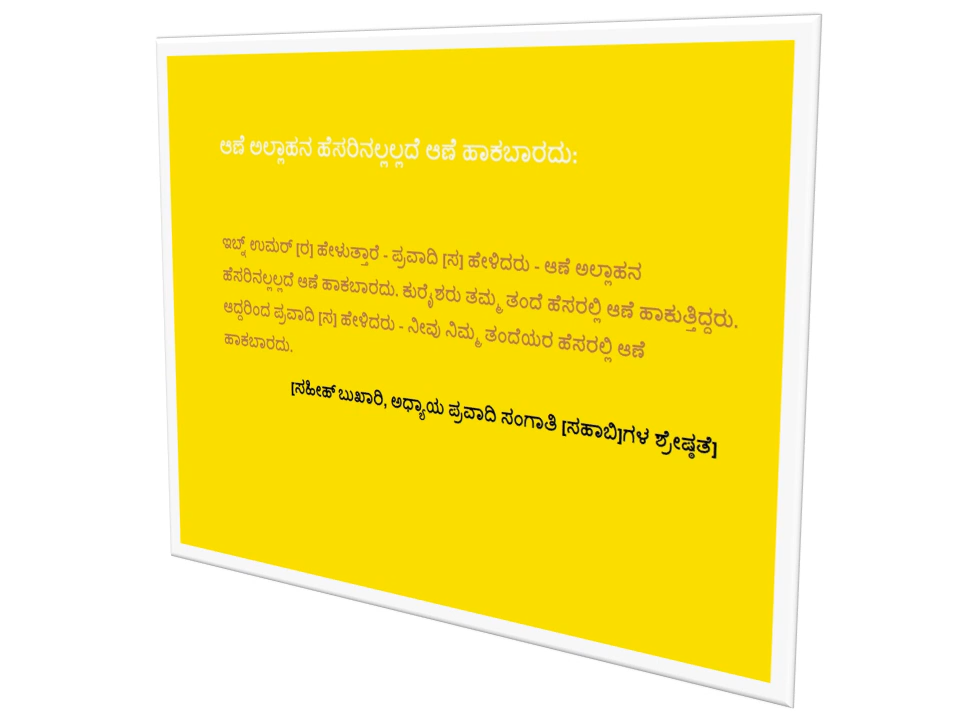 ಆಣೆ ಅಲ್ಲಾಹನ ಹೆಸರಿನಲ್ಲಲ್ಲದೆ ಆಣೆ ಹಾಕಬಾರದು:
ಇಬ್ನ್ ಉಮರ್ [ರ] ಹೇಳುತ್ತಾರೆ - ಪ್ರವಾದಿ [ಸ] ಹೇಳಿದರು - ಆಣೆ ಅಲ್ಲಾಹನ
ಹೆಸರಿನಲ್ಲಲ್ಲದೆ ಆಣೆ ಹಾಕಬಾರದು. ಕುರೈಶರು ತಮ್ಮ ತಂದೆ ಹೆಸರಲ್ಲಿ ಆಣೆ ಹಾಕುತ್ತಿದ್ದರು.
ಆದ್ದರಿಂದ ಪ್ರವಾದಿ [ಸ] ಹೇಳಿದರು - ನೀವು ನಿಮ್ಮ ತಂದೆಯರ ಹೆಸರಲ್ಲಿ ಆಣೆ
ಹಾಕಬಾರದು.
[ಸಹೀಹ್ ಬುಖಾರಿ, ಅಧ್ಯಾಯ ಪ್ರವಾದಿ ಸಂಗಾತಿ [ಸಹಾಬಿ]ಗಳ ಶ್ರೇಷ್ಠತೆ]